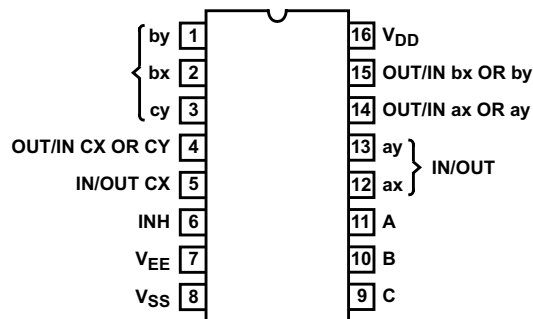 by 1
bx 2
cy 3
OUT/IN CX OR CY 4
IN/OUT CX 5
INH 6
VEE 7
VSS 8
16 VDD
15 OUT/IN bx OR by
14 OUT/IN ax OR ay
13 ay
IN/OUT
12 ax
11 A
10 B
9 C